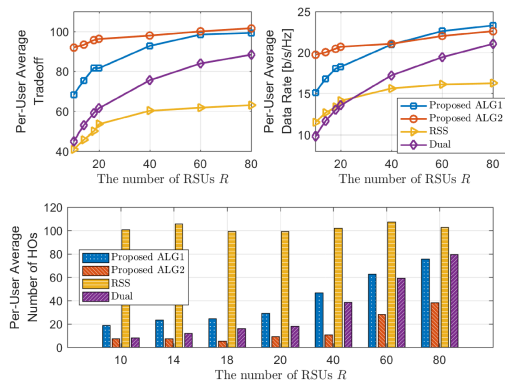 100
80
60
40
20
40
60
80
Per-User Average
Tradeoff
The number of RSUs R
25
20
15
10
20
40
60
80
Per-User Average
Data Rate [b/s/Hz]
The number of RSUs R
Proposed ALG1
Proposed ALG2
RSS
Dual
120
100
80
60
40
20
0
10
14
18
20
40
60
80
Per-User Average
Number of HOs
The number of RSUs R
Proposed ALG1
Proposed ALG2
RSS
Dual